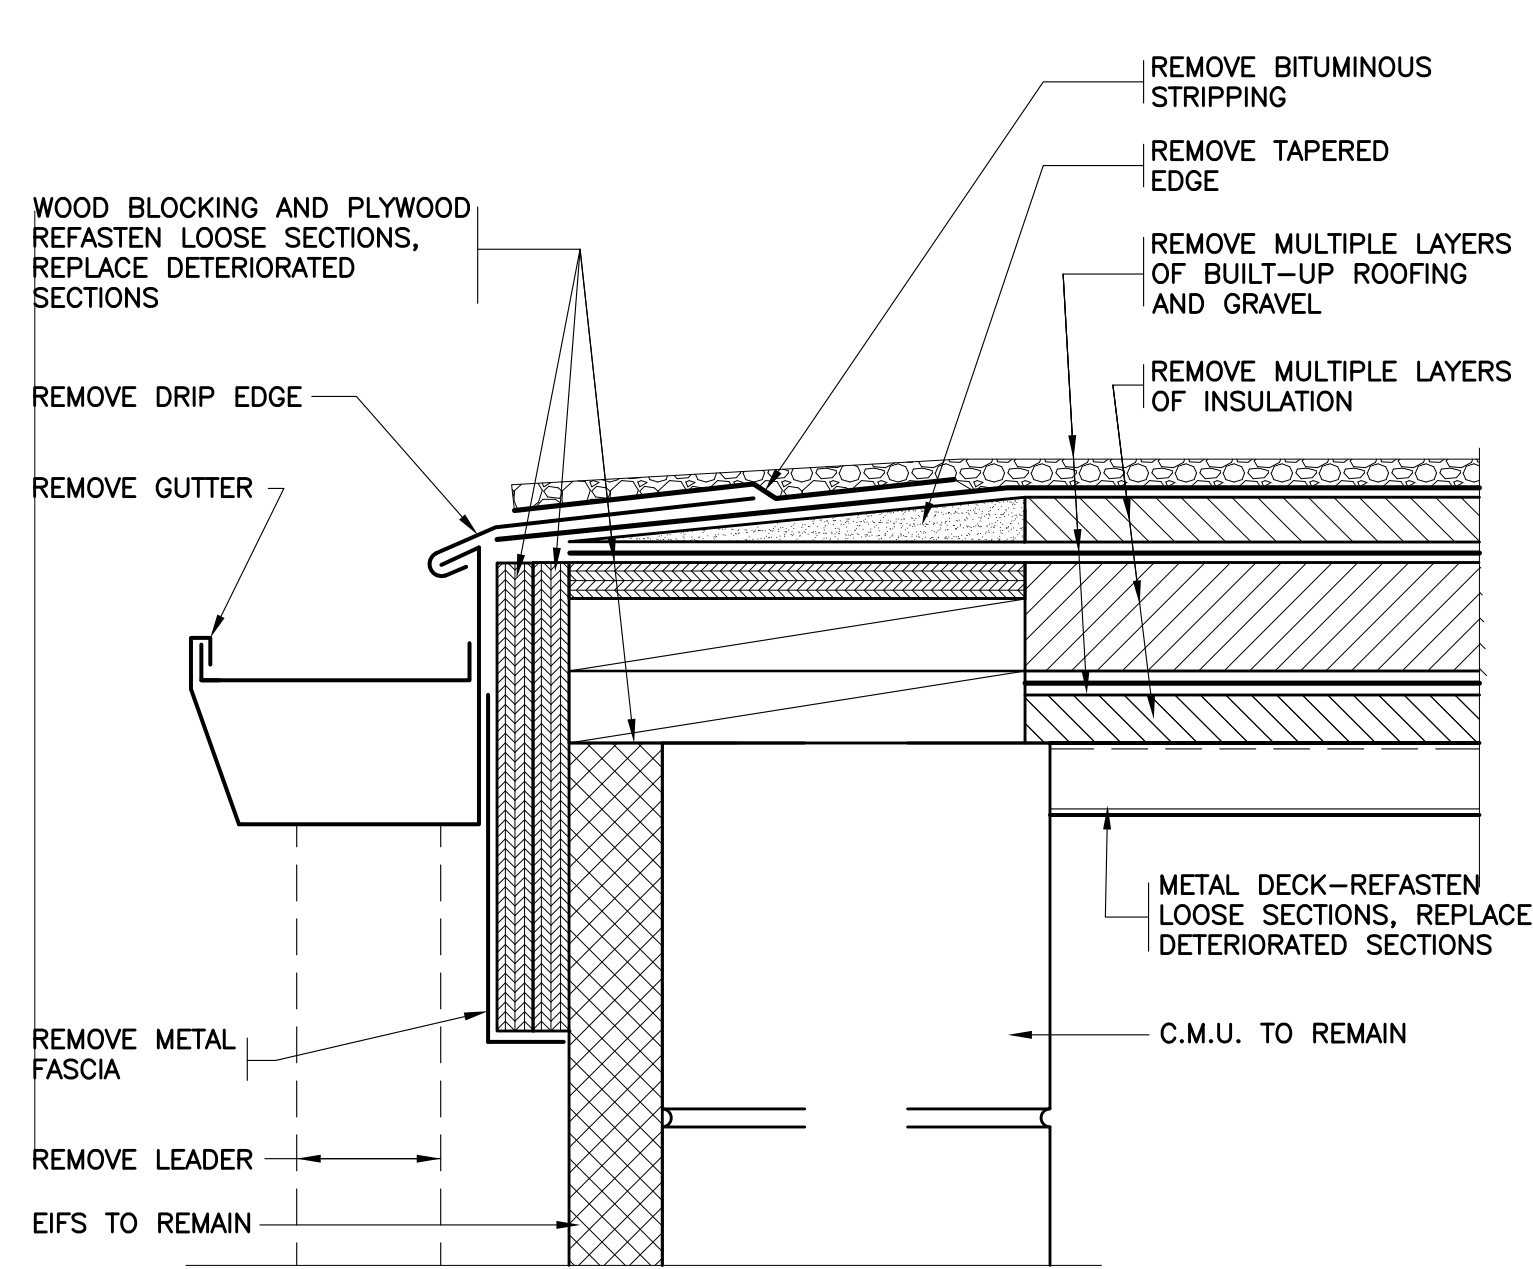 REMOVE BITUMINOUS
STRIPPING
REMOVE TAPERED
EDGE
WOOD BLOCKING AND PLYWOOD
REFASTEN LOOSE SECTIONS,
REPLACE DETERIORATED
SECTIONS
REMOVE MULTIPLE LAYERS
OF BUILT-UP ROOFING
AND GRAVEL
REMOVE MULTIPLE LAYERS
OF INSULATION
REMOVE DRIP EDGE
REMOVE GUTTER
METAL DECK-REFASTEN
LOOSE SECTIONS, REPLACE
DETERIORATED SECTIONS
REMOVE METAL
FASCIA
C.M.U. TO REMAIN
REMOVE LEADER
EIFS TO REMAIN